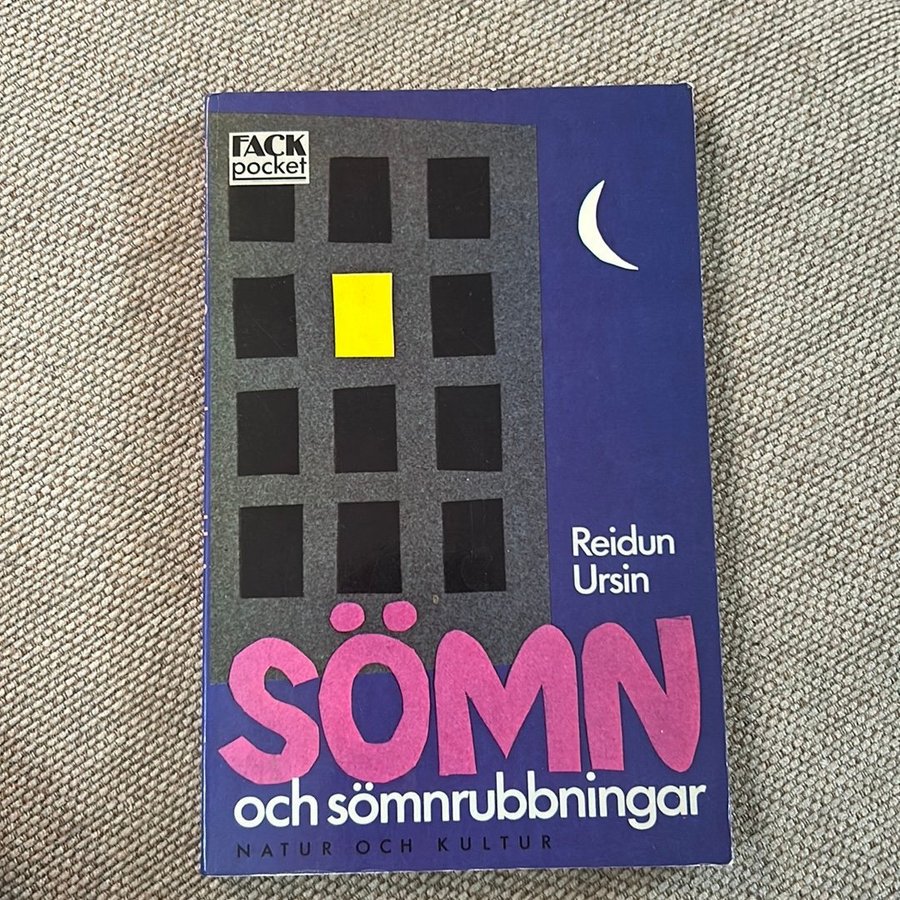 FACK
pocket
Reidun
Ursin
SÖMN
och sömnrubbningar
NATUR OCH KULTUR